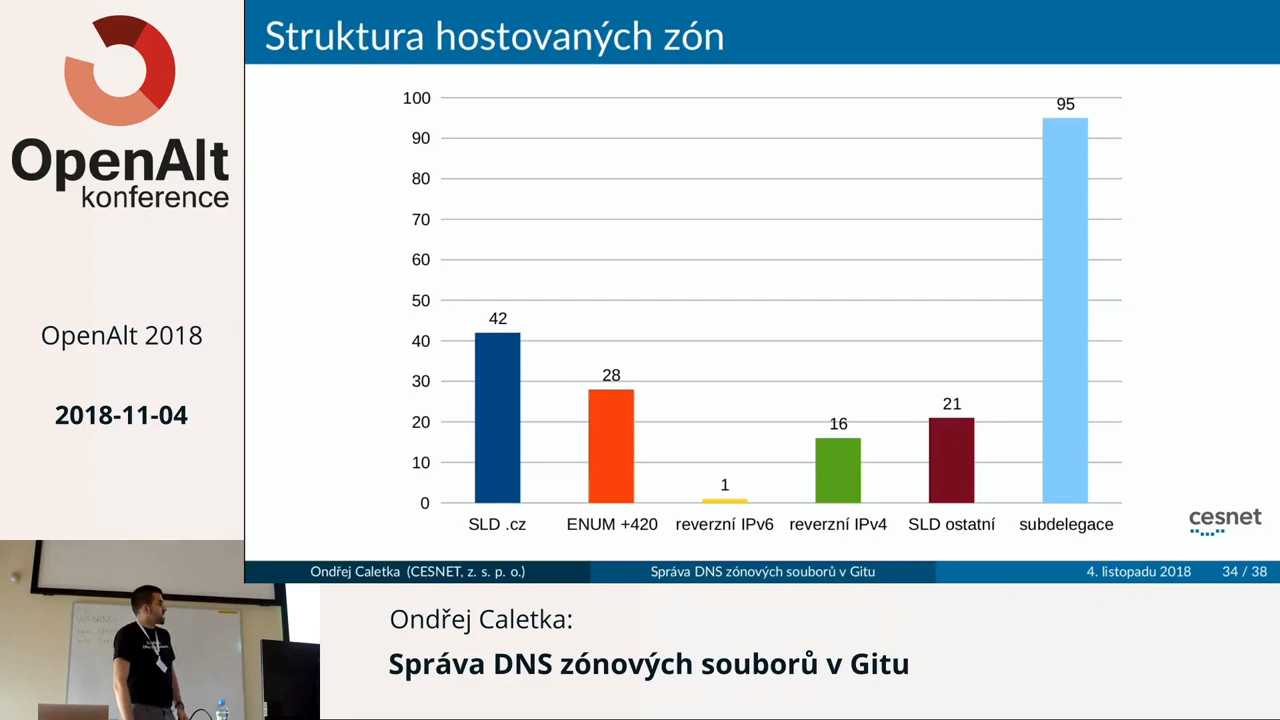 OpenAlt
konference
OpenAlt 2018
2018-11-04
Struktura hostovaných zón
100
90
80
70
60
50
40
30
20
10
0
42
28
1
16
21
95
SLD .cz
ENUM +420
reverzní IPv6
reverzní IPv4
SLD ostatní
subdelegace
cesnet
Ondřej Caletka (CESNET, z. s. p. o.)
Správa DNS zónových souborů v Gitu
4. listopadu 2018
34 / 38
Ondřej Caletka:
Správa DNS zónových souborů v Gitu